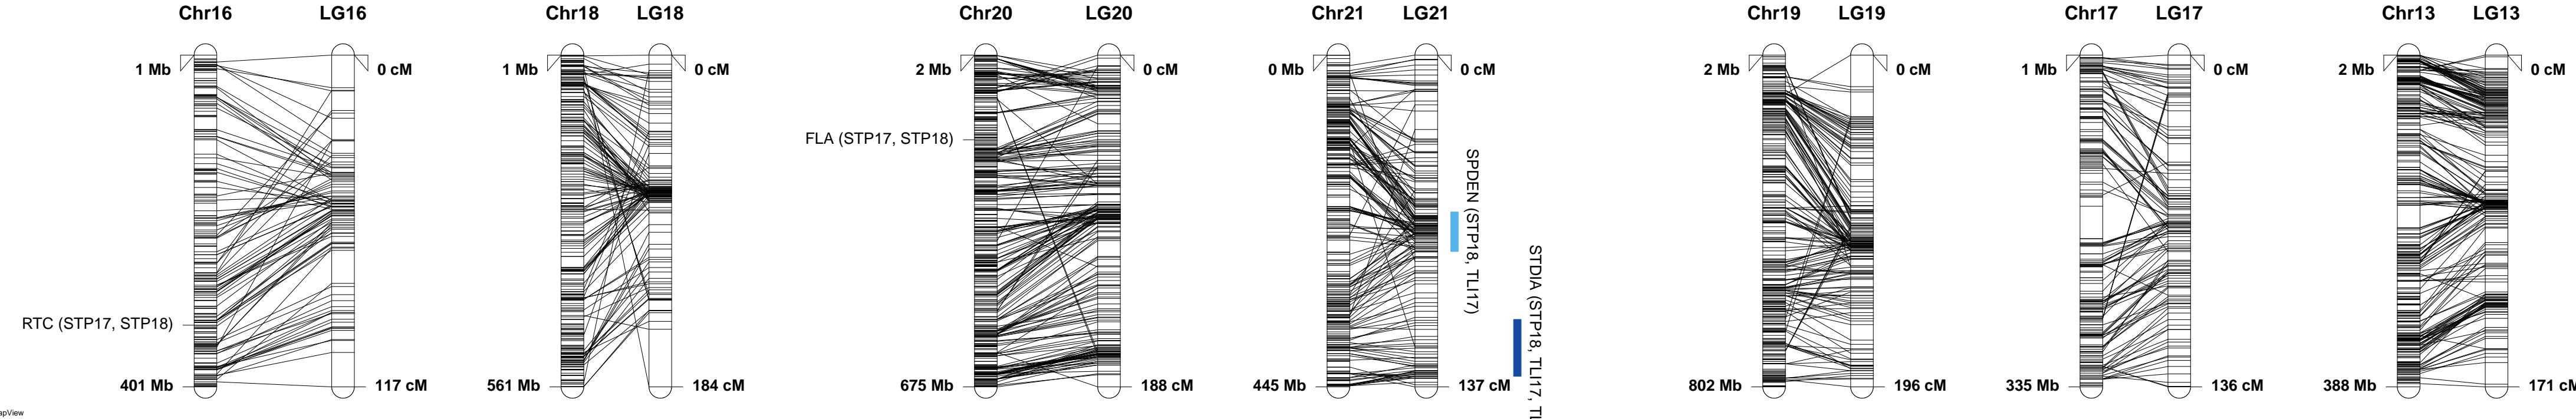 Chr16 LG16 Chr18 LG18 Chr20 LG20 Chr21 LG21 Chr19 LG19 Chr17 LG17 Chr13 LG13
1 Mb 0 cM 1 Mb 0 cM 2 Mb 0 cM 0 Mb 0 cM 2 Mb 0 cM 1 Mb 0 cM 2 Mb 0 cM
FLA (STP17, STP18)
SPDEN (STP18, TLI17)
STDIA (STP18, TLI17, TL
RTC (STP17, STP18)
401 Mb 117 cM 561 Mb 184 cM 675 Mb 188 cM 445 Mb 137 cM 802 Mb 196 cM 335 Mb 136 cM 388 Mb 171 cM
apView